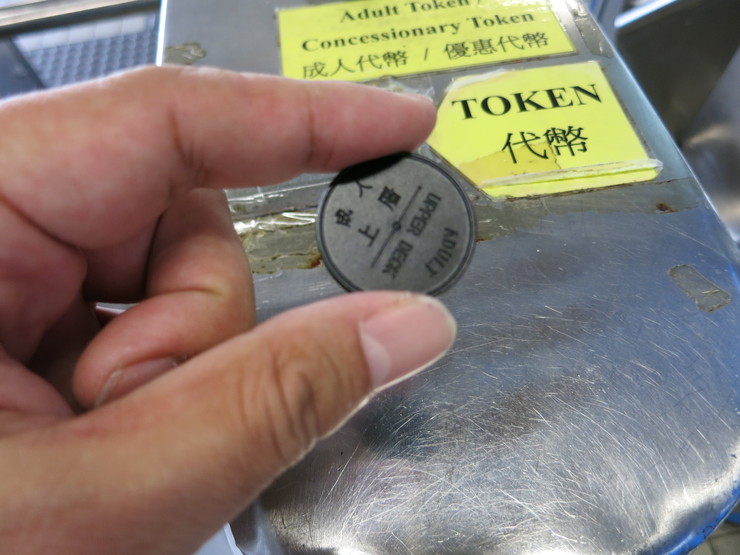 Adult Token
Concessionary Token
成人代幣 / 優惠代幣
TOKEN
代幣
成人
上層
ADULT
UPPER DECK